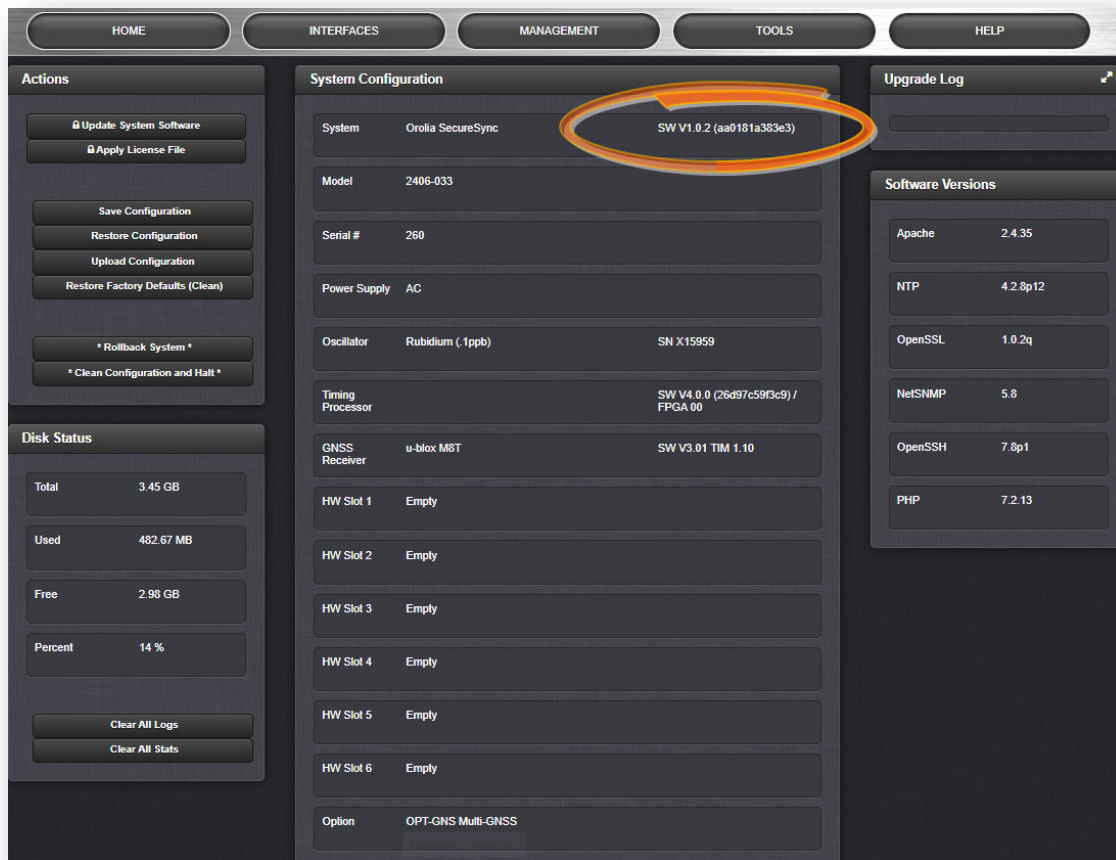 HOME
INTERFACES
MANAGEMENT
TOOLS
HELP
Actions
Update System Software
Apply License File
Save Configuration
Restore Configuration
Upload Configuration
Restore Factory Defaults (Clean)
* Rollback System *
* Clean Configuration and Halt *
Disk Status
Total 3.45 GB
Used 482.67 MB
Free 2.98 GB
Percent 14 %
Clear All Logs
Clear All Stats
System Configuration
System Orolia SecureSync SW V1.0.2 (aa0181a383e3)
Model 2406-033
Serial # 260
Power Supply AC
Oscillator Rubidium (.1ppb) SN X15959
Timing Processor SW V4.0.0 (26d97c59f3c9) / FPGA 00
GNSS Receiver u-blox M8T SW V3.01 TIM 1.10
HW Slot 1 Empty
HW Slot 2 Empty
HW Slot 3 Empty
HW Slot 4 Empty
HW Slot 5 Empty
HW Slot 6 Empty
Option OPT-GNS Multi-GNSS
Upgrade Log
Software Versions
Apache 2.4.35
NTP 4.2.8p12
OpenSSL 1.0.2q
NetSNMP 5.8
OpenSSH 7.8p1
PHP 7.2.13